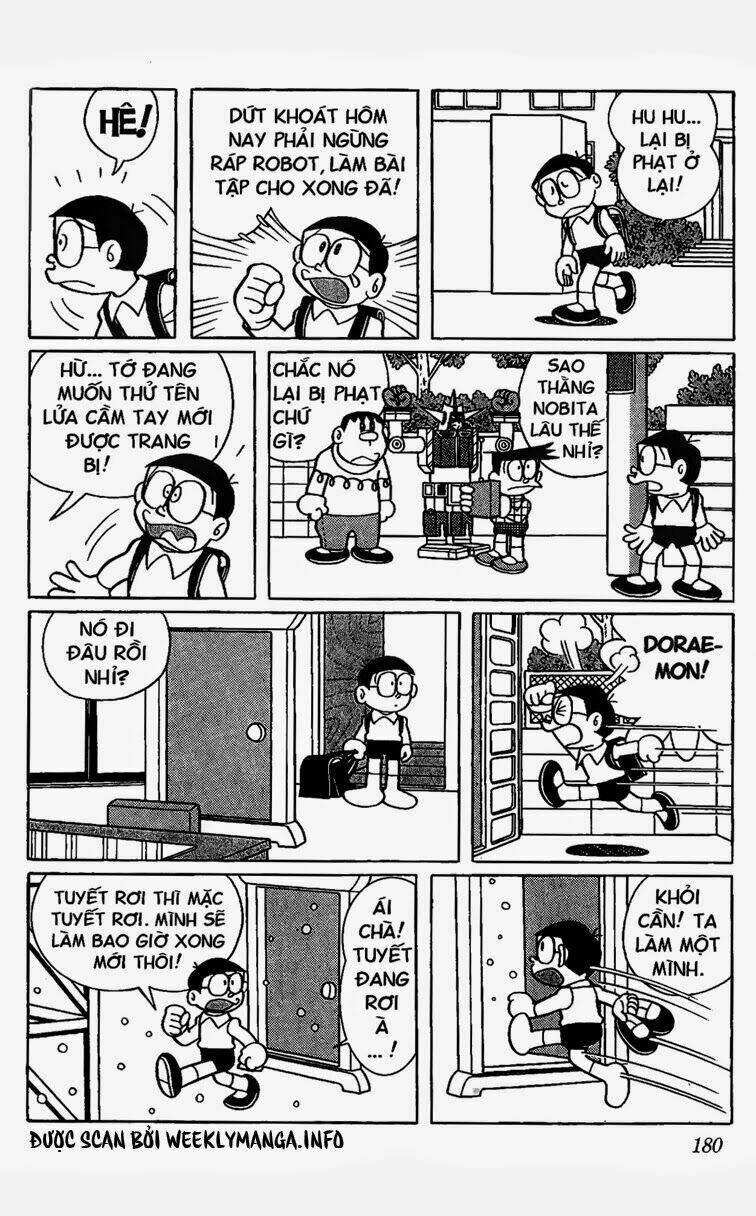 HU HU...
LẠI BỊ
PHẠT Ở
LẠI!
DỨT KHOÁT HÔM
NAY PHẢI NGỪNG
RÁP ROBOT, LÀM BÀI
TẬP CHO XONG ĐÃ!
HÊ!
SAO
THẰNG
NOBITA
LÂU THẾ
NHỈ?
CHẮC NÓ
LẠI BỊ PHẠT
CHỨ
GÌ?
HỪ... TỚ ĐANG
MUỐN THỬ TÊN
LỬA CẦM TAY MỚI
ĐƯỢC TRANG
BỊ!
DORAE-
MON!
NÓ ĐI
ĐÂU RỒI
NHỈ?
KHỎI
CẦN! TA
LÀM MỘT
MÌNH.
ÁI
CHÀ!
TUYẾT
ĐANG
RƠI
À
...!
TUYẾT RƠI THÌ MẶC
TUYẾT RƠI. MÌNH SẼ
LÀM BAO GIỜ XONG
MỚI THÔI!
ĐƯỢC SCAN BỞI WEEKLYMANGA.INFO
180